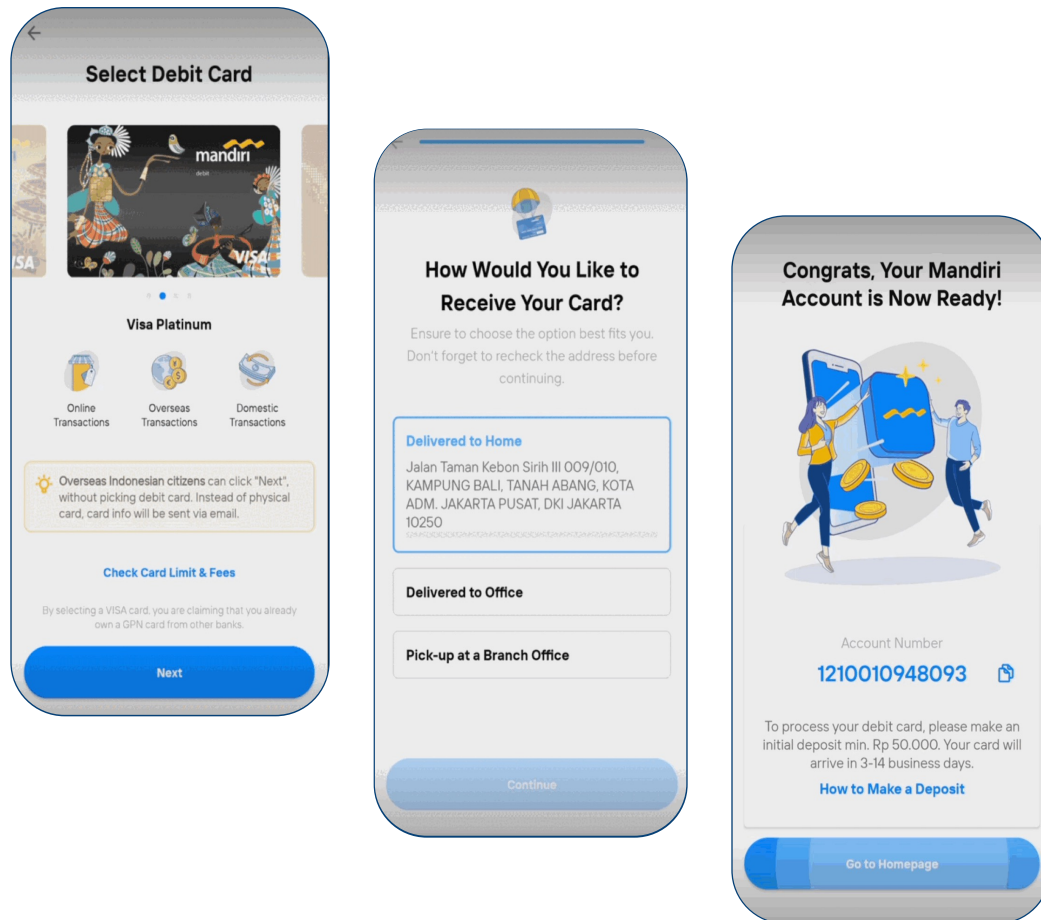 Select Debit Card
mandiri
debit
VISA
VISA
Visa Platinum
Online
Transactions
Overseas
Transactions
Domestic
Transactions
Overseas Indonesian citizens can click "Next",
without picking debit card. Instead of physical
card, card info will be sent via email.
Check Card Limit & Fees
By selecting a VISA card, you are claiming that you already
own a GPN card from other banks.
Next
How Would You Like to
Receive Your Card?
Ensure to choose the option best fits you.
Don't forget to recheck the address before
continuing.
Delivered to Home
Jalan Taman Kebon Sirih III 009/010,
KAMPUNG BALI, TANAH ABANG, KOTA
ADM. JAKARTA PUSAT, DKI JAKARTA
10250
Delivered to Office
Pick-up at a Branch Office
Continue
Congrats, Your Mandiri
Account is Now Ready!
Account Number
1210010948093
To process your debit card, please make an
initial deposit min. Rp 50.000. Your card will
arrive in 3-14 business days.
How to Make a Deposit
Go to Homepage